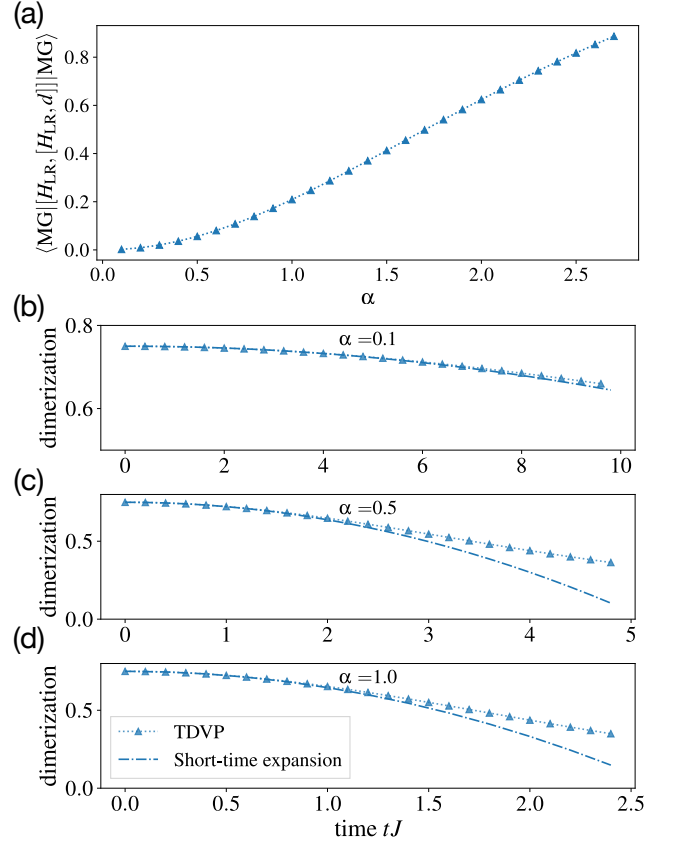 (a)
⟨MG|[H_LR, [H_LR, d]]|MG⟩
0.8
0.6
0.4
0.2
0.0
0.0 0.5 1.0 1.5 2.0 2.5
α
(b)
dimerization
0.8
0.6
α =0.1
0 2 4 6 8 10
(c)
dimerization
0.5
0.0
α =0.5
0 1 2 3 4 5
(d)
dimerization
0.5
0.0
α =1.0
TDVP
Short-time expansion
0.0 0.5 1.0 1.5 2.0 2.5
time tJ